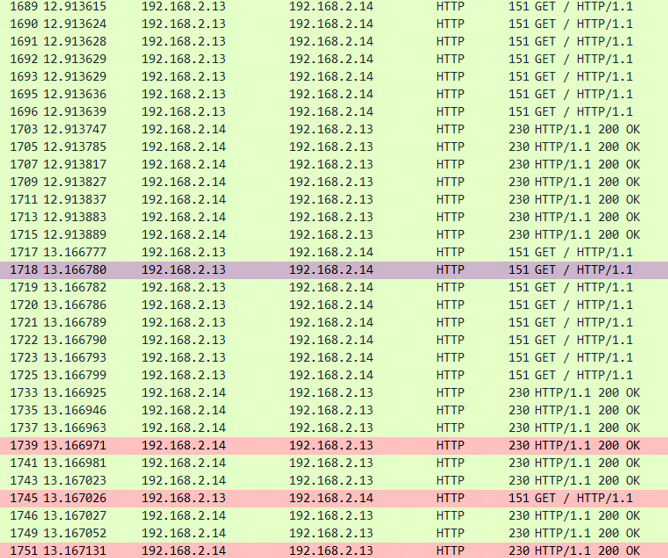 1689 12.913615 192.168.2.13 192.168.2.14 HTTP 151 GET / HTTP/1.1
1690 12.913624 192.168.2.13 192.168.2.14 HTTP 151 GET / HTTP/1.1
1691 12.913628 192.168.2.13 192.168.2.14 HTTP 151 GET / HTTP/1.1
1692 12.913629 192.168.2.13 192.168.2.14 HTTP 151 GET / HTTP/1.1
1693 12.913629 192.168.2.13 192.168.2.14 HTTP 151 GET / HTTP/1.1
1695 12.913636 192.168.2.13 192.168.2.14 HTTP 151 GET / HTTP/1.1
1696 12.913639 192.168.2.13 192.168.2.14 HTTP 151 GET / HTTP/1.1
1703 12.913747 192.168.2.14 192.168.2.13 HTTP 230 HTTP/1.1 200 OK
1705 12.913785 192.168.2.14 192.168.2.13 HTTP 230 HTTP/1.1 200 OK
1707 12.913817 192.168.2.14 192.168.2.13 HTTP 230 HTTP/1.1 200 OK
1709 12.913827 192.168.2.14 192.168.2.13 HTTP 230 HTTP/1.1 200 OK
1711 12.913837 192.168.2.14 192.168.2.13 HTTP 230 HTTP/1.1 200 OK
1713 12.913883 192.168.2.14 192.168.2.13 HTTP 230 HTTP/1.1 200 OK
1715 12.913889 192.168.2.14 192.168.2.13 HTTP 230 HTTP/1.1 200 OK
1717 13.166777 192.168.2.13 192.168.2.14 HTTP 151 GET / HTTP/1.1
1718 13.166780 192.168.2.13 192.168.2.14 HTTP 151 GET / HTTP/1.1
1719 13.166782 192.168.2.13 192.168.2.14 HTTP 151 GET / HTTP/1.1
1720 13.166786 192.168.2.13 192.168.2.14 HTTP 151 GET / HTTP/1.1
1721 13.166789 192.168.2.13 192.168.2.14 HTTP 151 GET / HTTP/1.1
1722 13.166790 192.168.2.13 192.168.2.14 HTTP 151 GET / HTTP/1.1
1723 13.166793 192.168.2.13 192.168.2.14 HTTP 151 GET / HTTP/1.1
1725 13.166799 192.168.2.13 192.168.2.14 HTTP 151 GET / HTTP/1.1
1733 13.166925 192.168.2.14 192.168.2.13 HTTP 230 HTTP/1.1 200 OK
1735 13.166946 192.168.2.14 192.168.2.13 HTTP 230 HTTP/1.1 200 OK
1737 13.166963 192.168.2.14 192.168.2.13 HTTP 230 HTTP/1.1 200 OK
1739 13.166971 192.168.2.14 192.168.2.13 HTTP 230 HTTP/1.1 200 OK
1741 13.166981 192.168.2.14 192.168.2.13 HTTP 230 HTTP/1.1 200 OK
1743 13.167023 192.168.2.14 192.168.2.13 HTTP 230 HTTP/1.1 200 OK
1745 13.167026 192.168.2.13 192.168.2.14 HTTP 151 GET / HTTP/1.1
1746 13.167027 192.168.2.14 192.168.2.13 HTTP 230 HTTP/1.1 200 OK
1749 13.167052 192.168.2.14 192.168.2.13 HTTP 230 HTTP/1.1 200 OK
1751 13.167131 192.168.2.14 192.168.2.13 HTTP 230 HTTP/1.1 200 OK